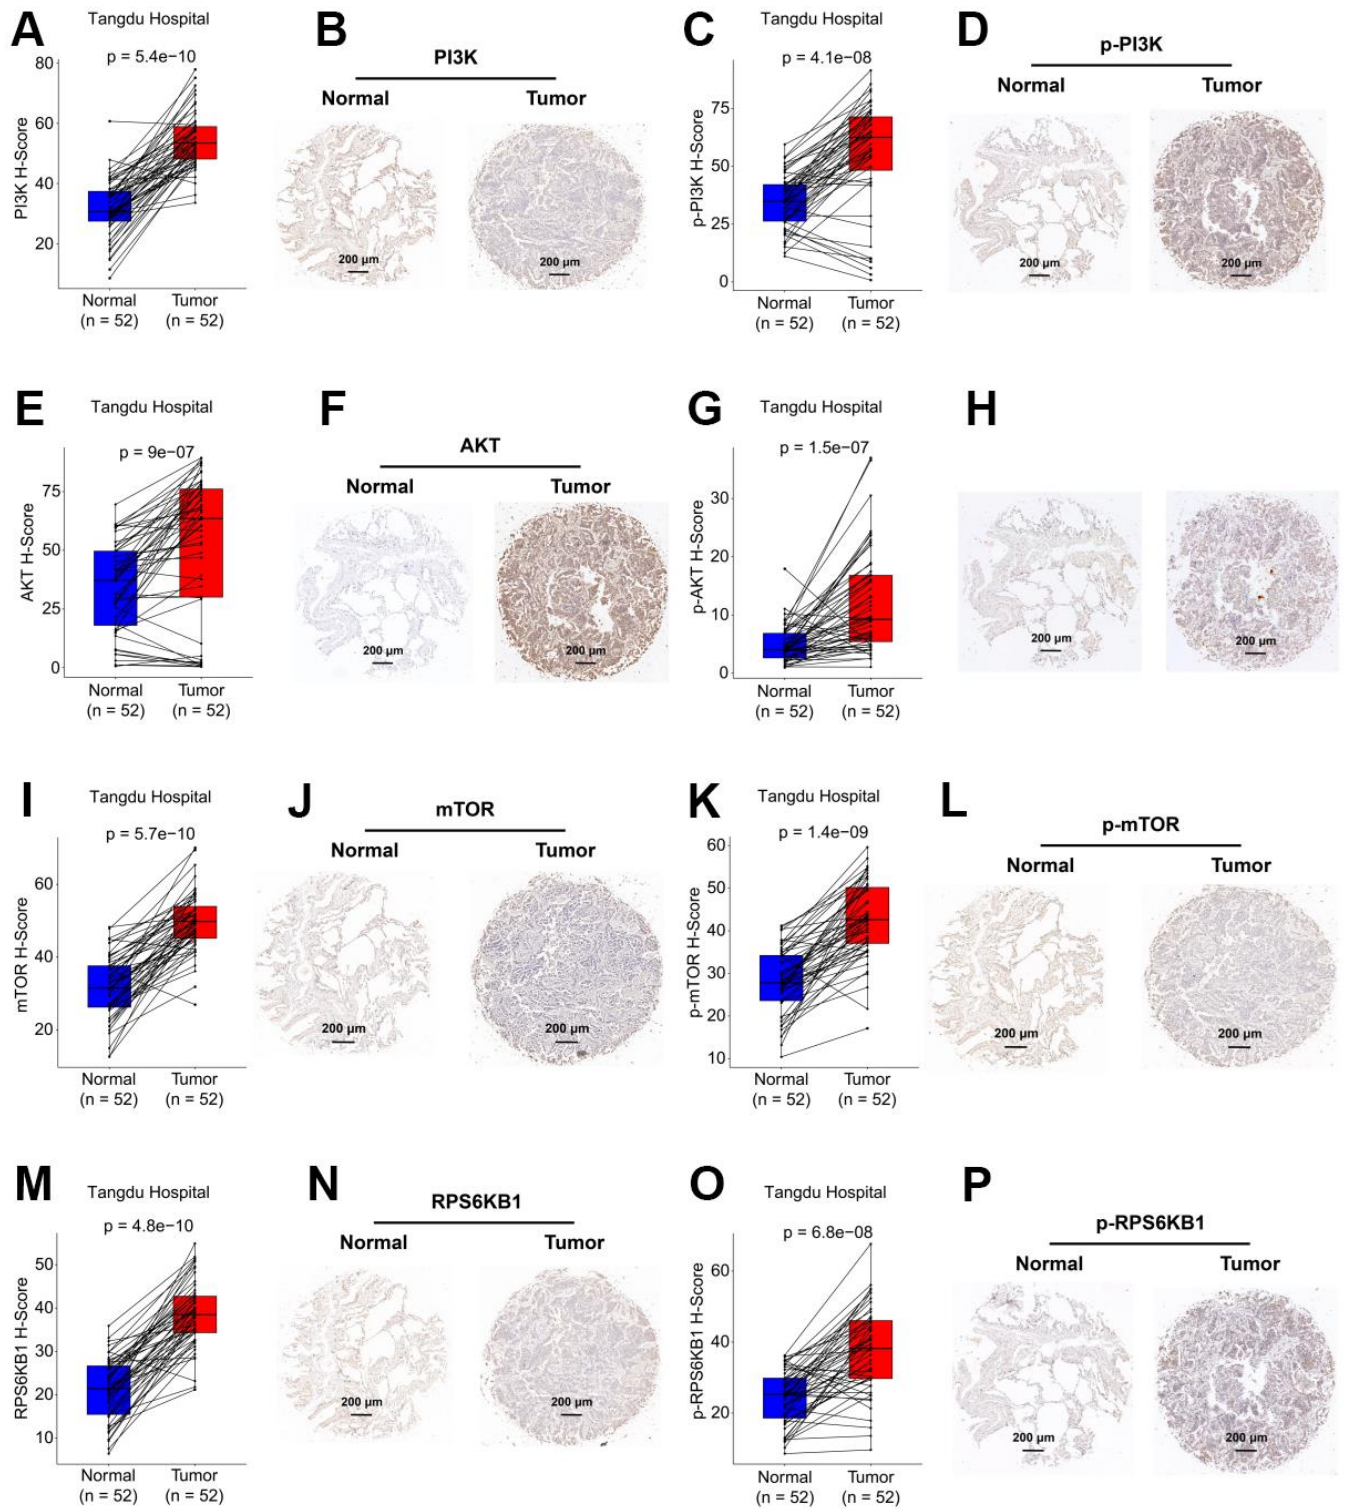 A
Tangdu Hospital
p = 5.4e−10
PI3K H-Score
80
60
40
20
Normal
(n = 52)
Tumor
(n = 52)
B
PI3K
Normal
Tumor
200 µm
200 µm
C
Tangdu Hospital
p = 4.1e−08
p-PI3K H-Score
75
50
25
0
Normal
(n = 52)
Tumor
(n = 52)
D
p-PI3K
Normal
Tumor
200 µm
200 µm
E
Tangdu Hospital
p = 9e−07
AKT H-Score
75
50
25
0
Normal
(n = 52)
Tumor
(n = 52)
F
AKT
Normal
Tumor
200 µm
200 µm
G
Tangdu Hospital
p = 1.5e−07
p-AKT H-Score
30
20
10
0
Normal
(n = 52)
Tumor
(n = 52)
H
200 µm
200 µm
I
Tangdu Hospital
p = 5.7e−10
mTOR H-Score
60
40
20
Normal
(n = 52)
Tumor
(n = 52)
J
mTOR
Normal
Tumor
200 µm
200 µm
K
Tangdu Hospital
p = 1.4e−09
p-mTOR H-Score
60
50
40
30
20
10
Normal
(n = 52)
Tumor
(n = 52)
L
p-mTOR
Normal
Tumor
200 µm
200 µm
M
Tangdu Hospital
p = 4.8e−10
RPS6KB1 H-Score
50
40
30
20
10
Normal
(n = 52)
Tumor
(n = 52)
N
RPS6KB1
Normal
Tumor
200 µm
200 µm
O
Tangdu Hospital
p = 6.8e−08
p-RPS6KB1 H-Score
60
40
20
Normal
(n = 52)
Tumor
(n = 52)
P
p-RPS6KB1
Normal
Tumor
200 µm
200 µm